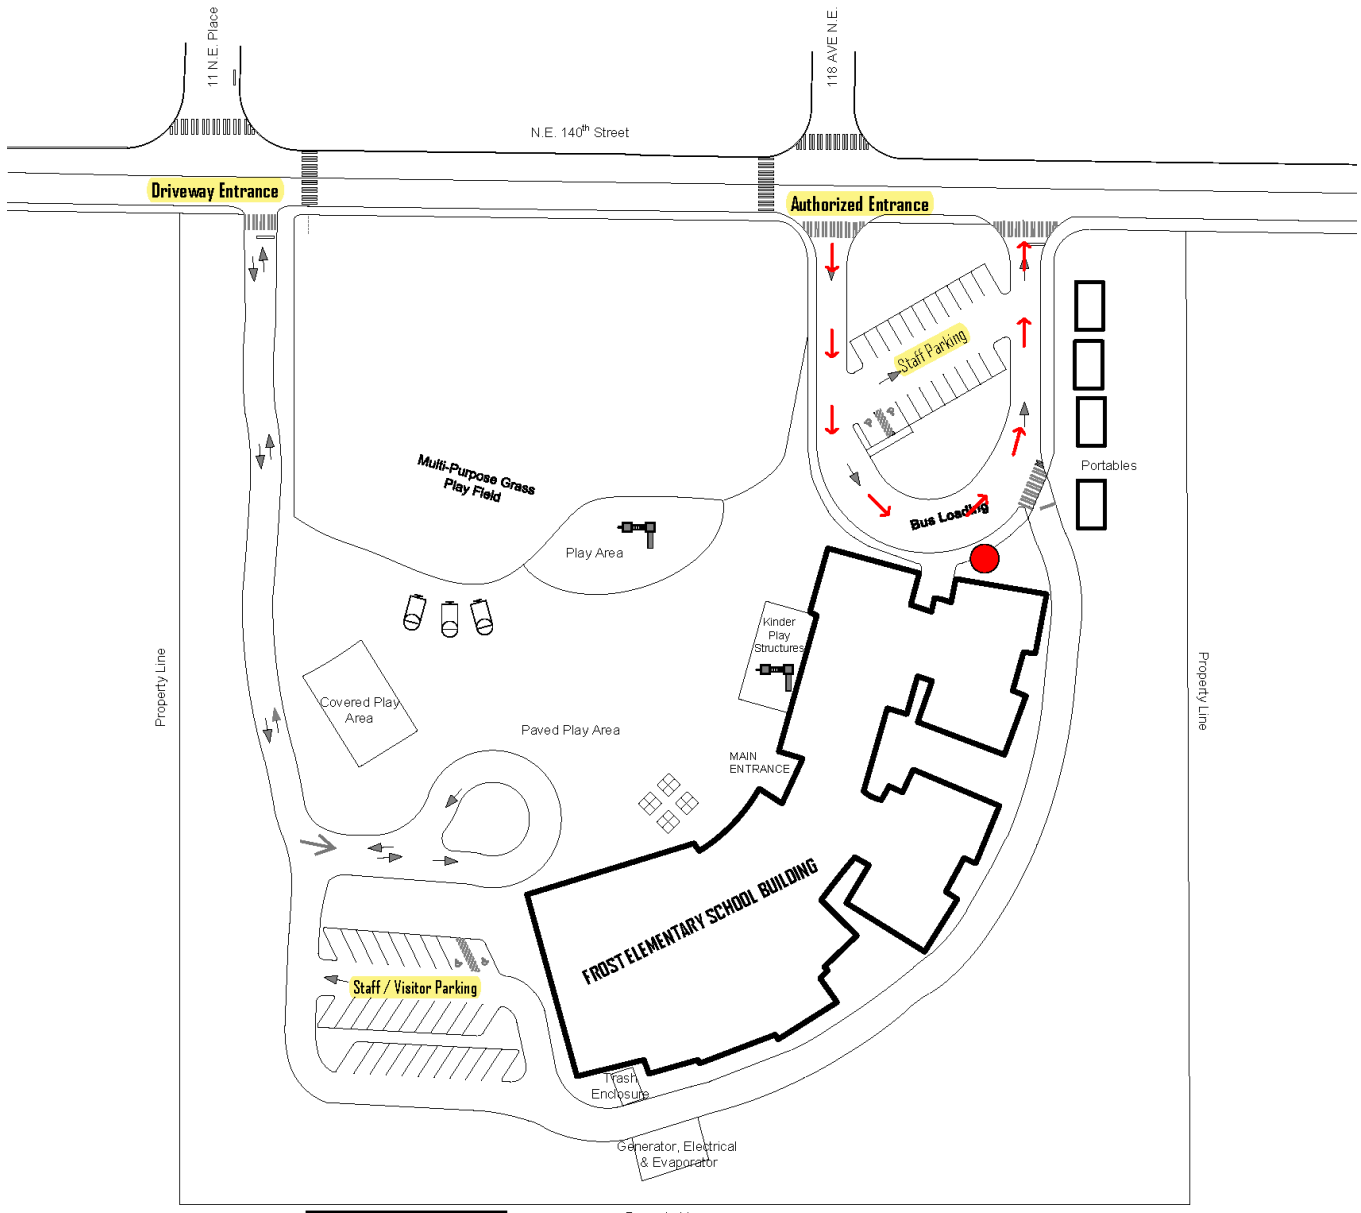 11 N.E. Place
118 AVE N.E.
N.E. 140th Street
Driveway Entrance
Authorized Entrance
Staff Parking
Multi-Purpose Grass
Play Field
Portables
Bus Loading
Play Area
Kinder
Play
Structures
Property Line
Property Line
Covered Play
Area
Paved Play Area
MAIN
ENTRANCE
FROST ELEMENTARY SCHOOL BUILDING
Staff / Visitor Parking
Trash
Enclosure
Generator, Electrical
& Evaporator